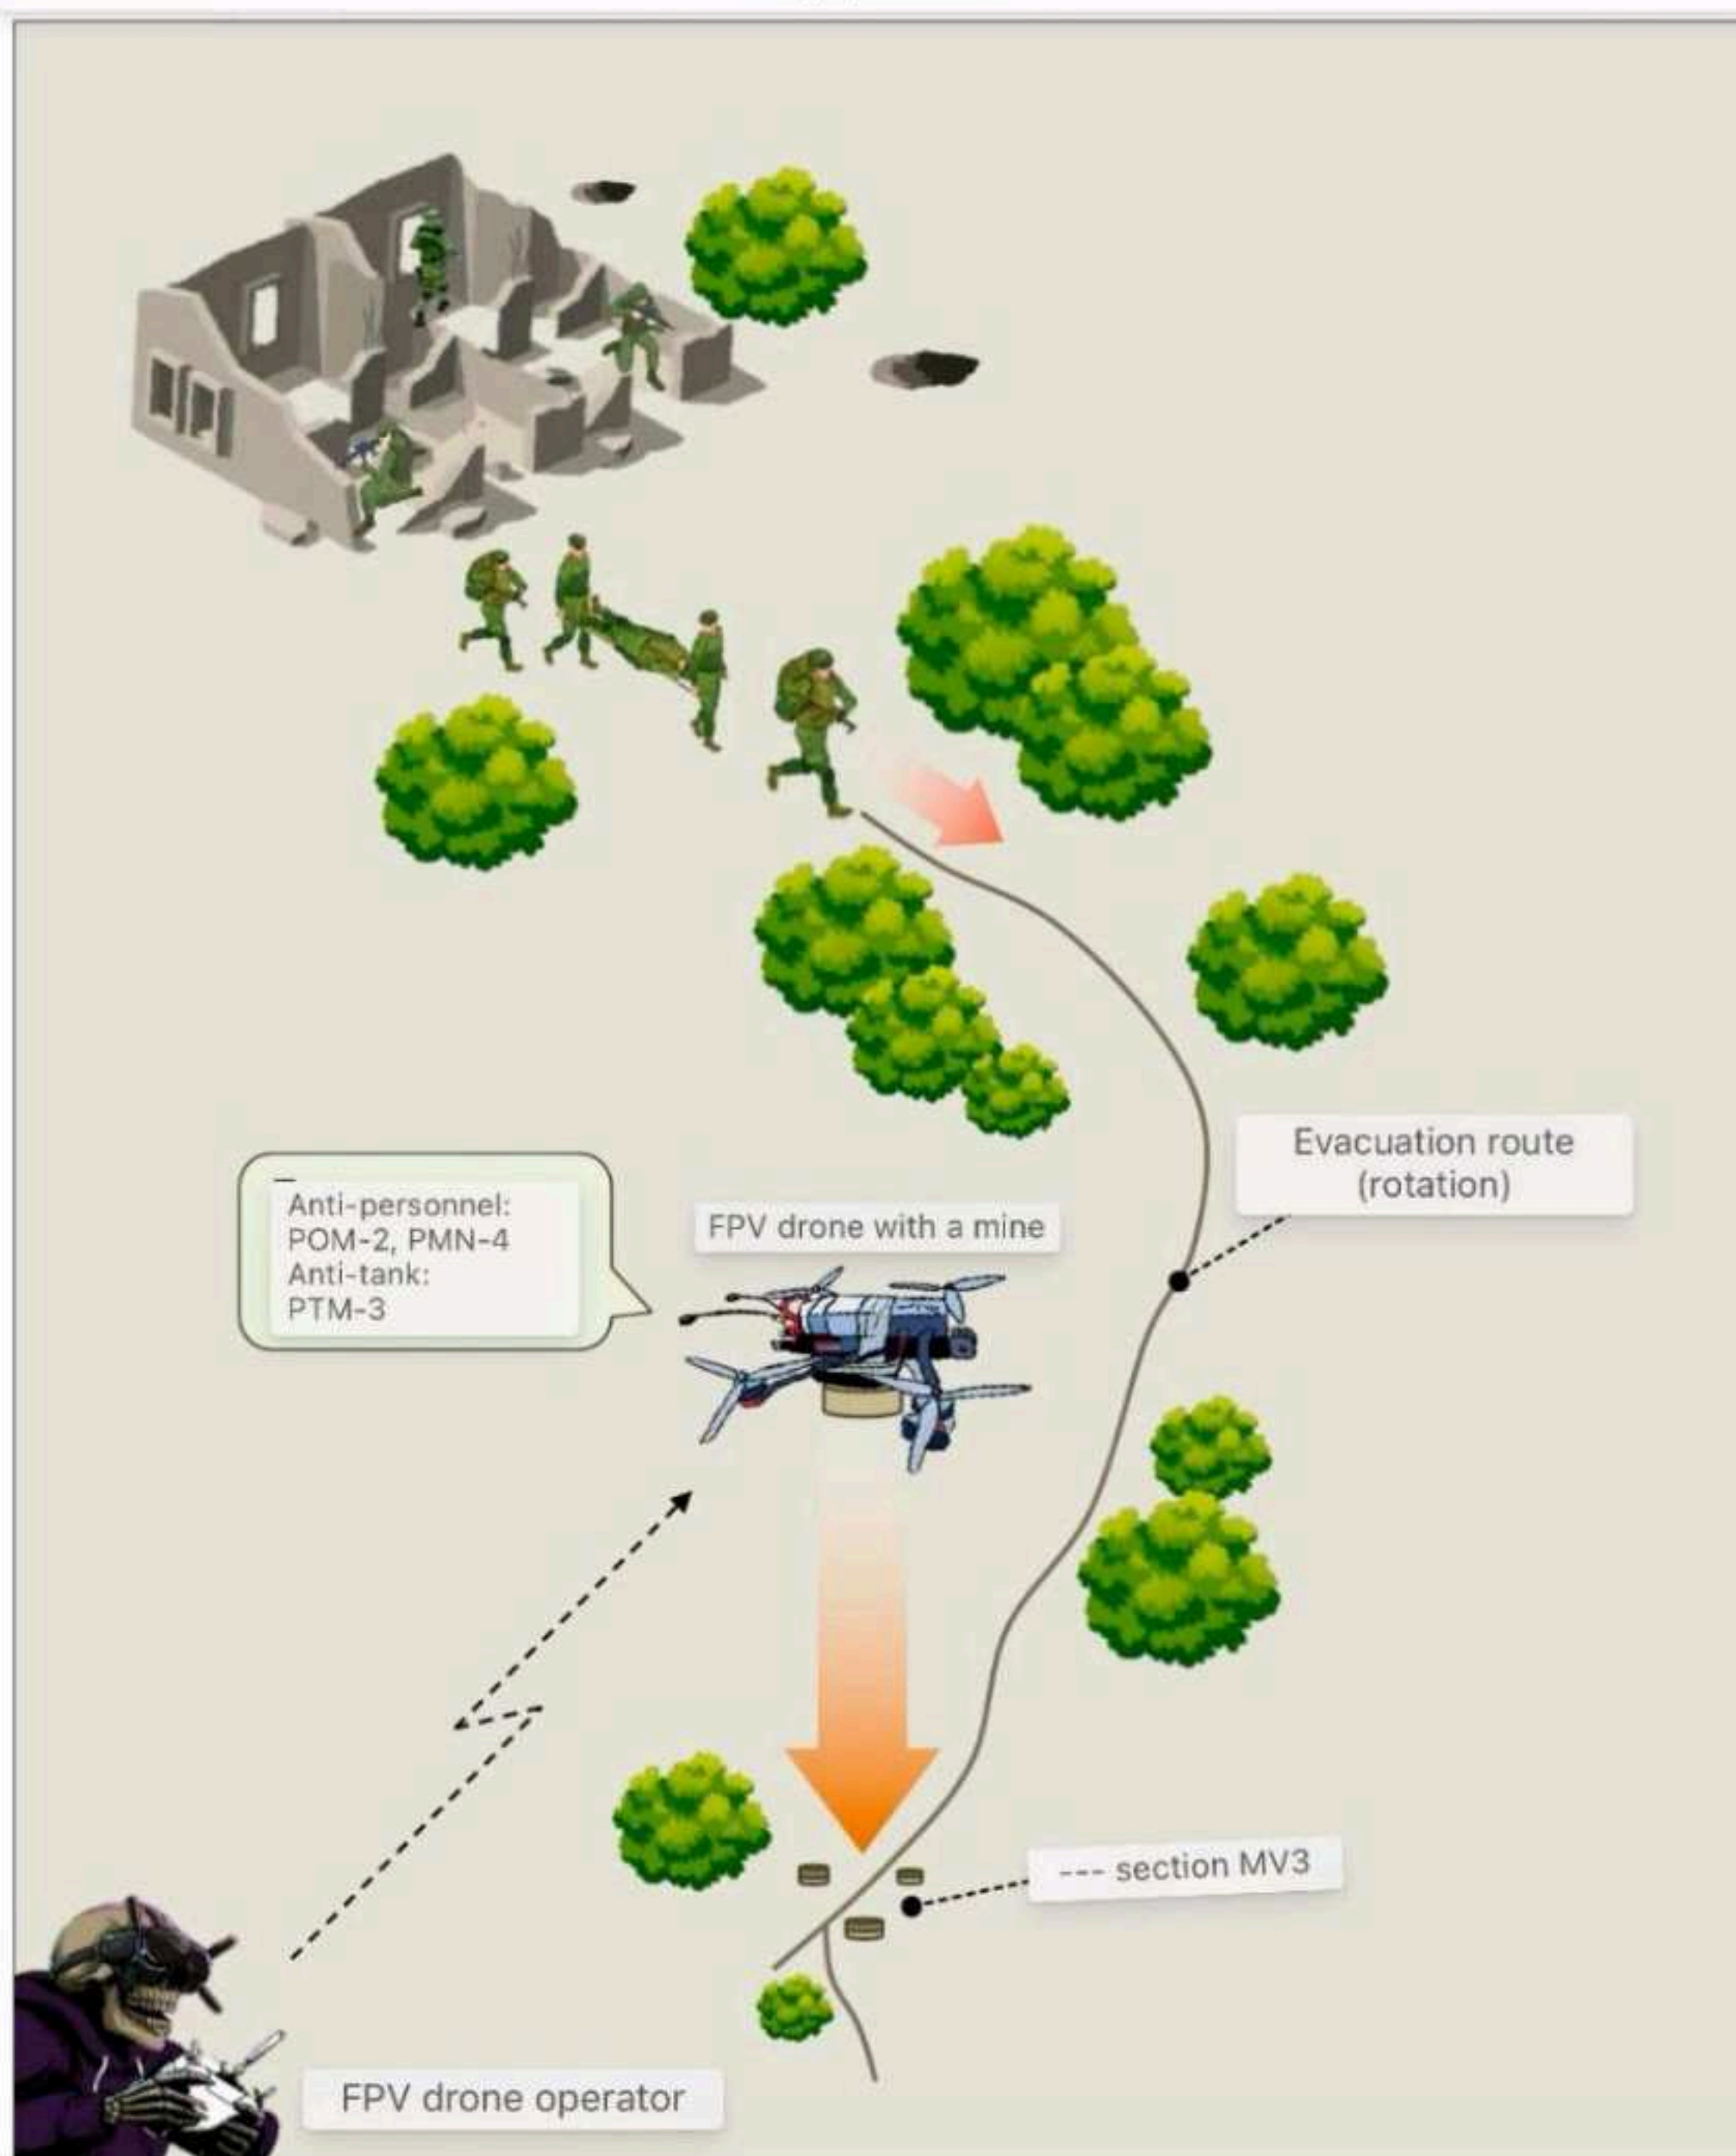 Evacuation route
(rotation)
Anti-personnel:
POM-2, PMN-4
Anti-tank:
PTM-3
FPV drone with a mine
--- section MV3
FPV drone operator